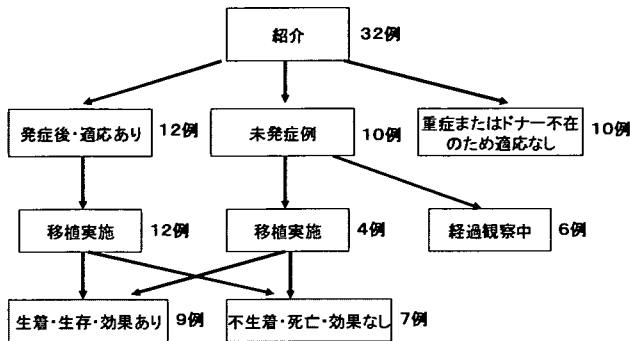 紹介 32例
発症後・適応あり 12例
未発症例 10例
重症またはドナー不在
のため適応なし 10例
移植実施 12例
移植実施 4例
経過観察中 6例
生着・生存・効果あり 9例
不生着・死亡・効果なし 7例